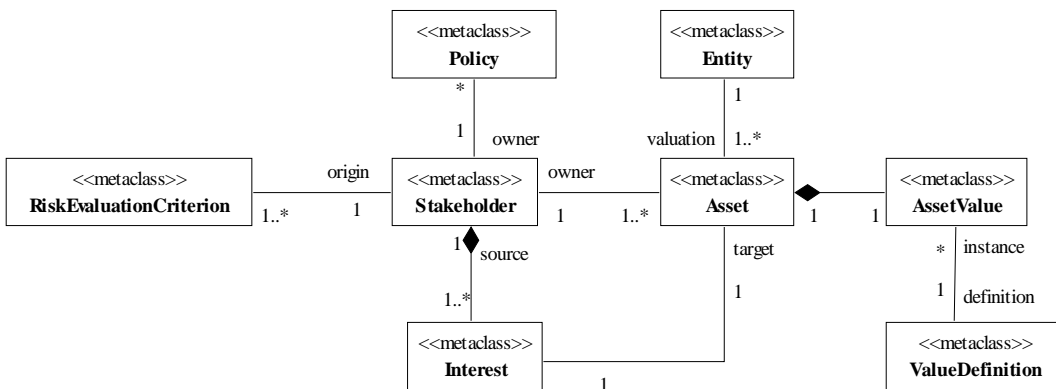 <<metaclass>>
Policy
<<metaclass>>
Entity
*
1
1
owner
valuation
1..*
<<metaclass>>
RiskEvaluationCriterion
origin
1..*
1
<<metaclass>>
Stakeholder
owner
1
1..*
<<metaclass>>
Asset
1
1
<<metaclass>>
AssetValue
1
source
target
*
instance
1..*
1
1
definition
<<metaclass>>
Interest
1
<<metaclass>>
ValueDefinition